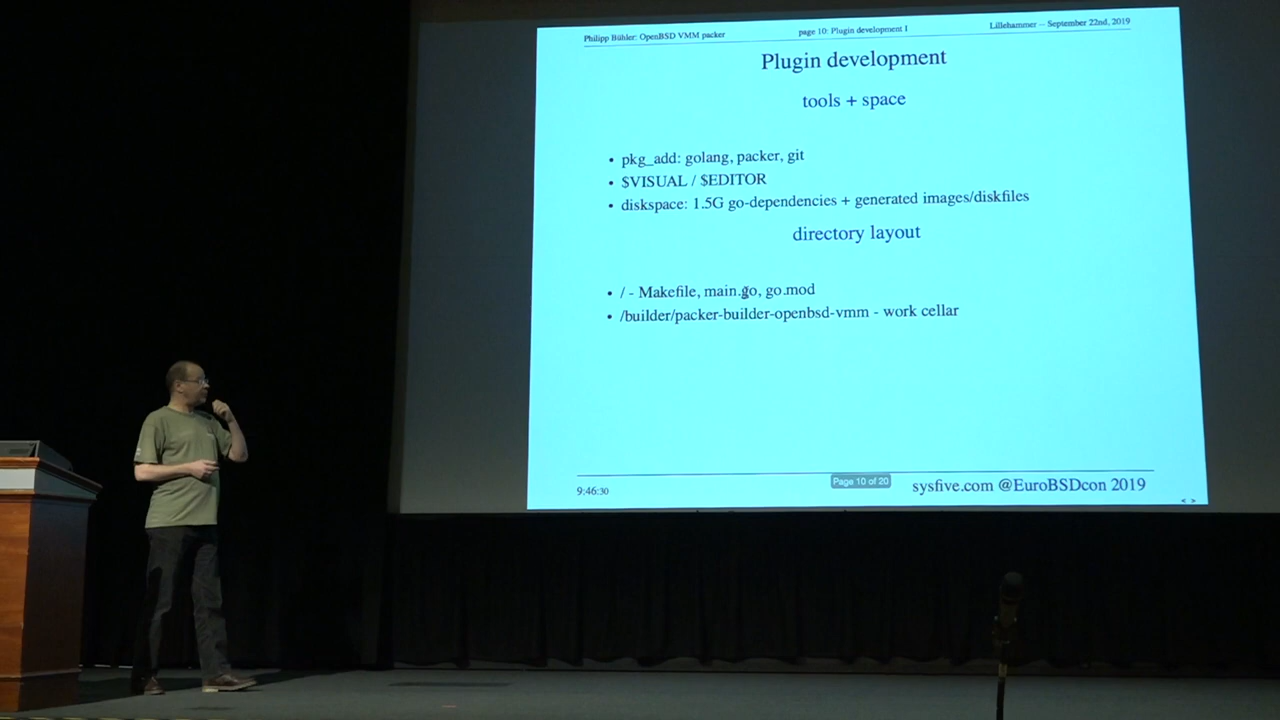 Philipp Bühler: OpenBSD VMM packer
page 10: Plugin development I
Lillehammer -- September 22nd, 2019
Plugin development
tools + space
• pkg_add: golang, packer, git
• $VISUAL / $EDITOR
• diskspace: 1.5G go-dependencies + generated images/diskfiles
directory layout
• / - Makefile, main.go, go.mod
• /builder/packer-builder-openbsd-vmm - work cellar
9:46:30
Page 10 of 20
sysfive.com @EuroBSDcon 2019
< >